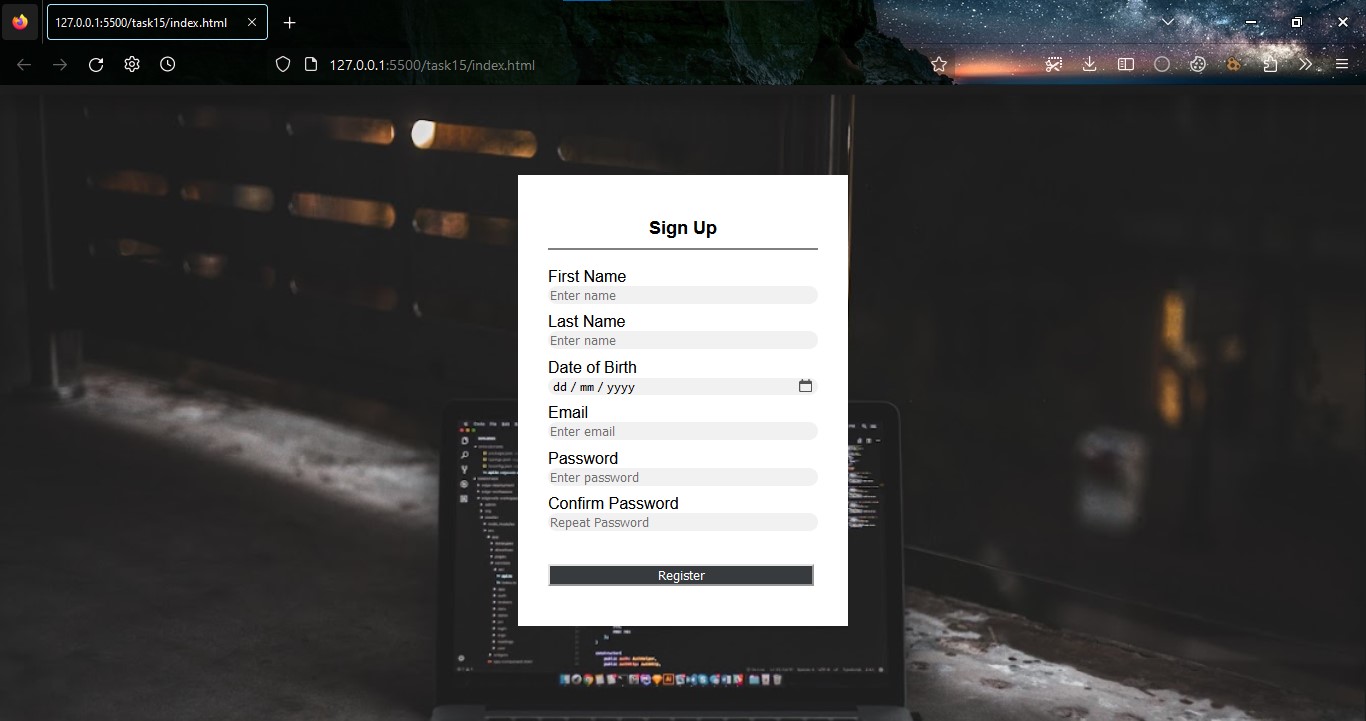 127.0.0.1:5500/task15/index.html
127.0.0.1:5500/task15/index.html
Sign Up
First Name
Enter name
Last Name
Enter name
Date of Birth
dd / mm / yyyy
Email
Enter email
Password
Enter password
Confirm Password
Repeat Password
Register